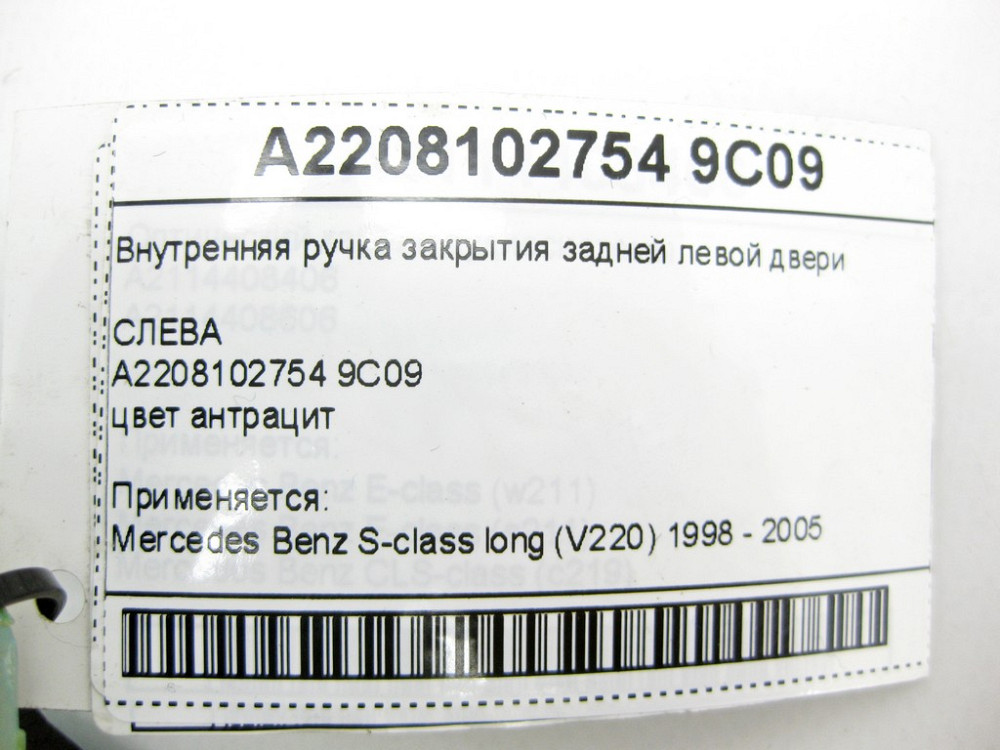 A2208102754 9C09
Внутренняя ручка закрытия задней левой двери
СЛЕВА
A2208102754 9C09
цвет антрацит
Применяется:
Mercedes Benz S-class long (V220) 1998 - 2005